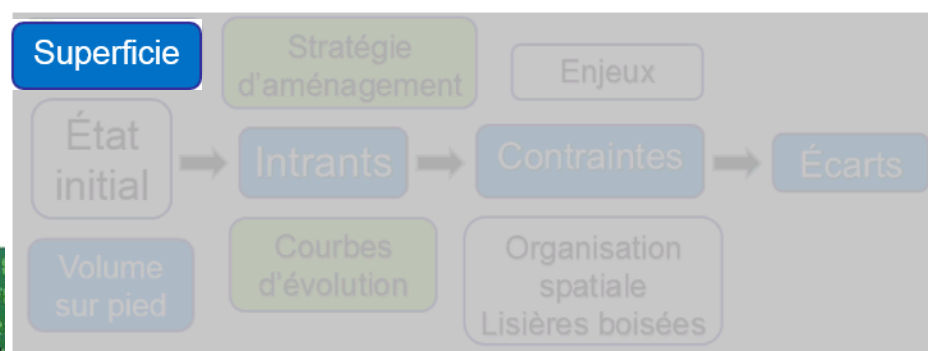 Superficie
Stratégie
d'aménagement
Enjeux
État
initial
Intrants
Contraintes
Écarts
Volume
sur pied
Courbes
d'évolution
Organisation
spatiale
Lisières boisées